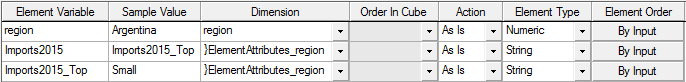 Element Variable Sample Value Dimension Order In Cube Action Element Type Element Order
region Argentina region As Is Numeric By Input
Imports2015 Imports2015_Top }ElementAttributes_region As Is String By Input
Imports2015_Top Small }ElementAttributes_region As Is String By Input